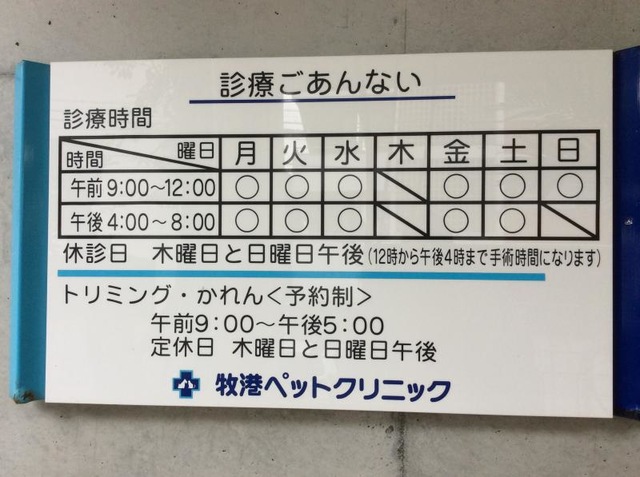 診療ごあんない
診療時間
時間 曜日 月 火 水 木 金 土 日
午前9:00～12:00 ○ ○ ○ ╲ ○ ○ ○
午後4:00～8:00 ○ ○ ○ ╲ ○ ○ ╲
休診日 木曜日と日曜日午後(12時から午後4時まで手術時間になります)
トリミング・かれん<予約制>
午前9:00～午後5:00
定休日 木曜日と日曜日午後
牧港ペットクリニック